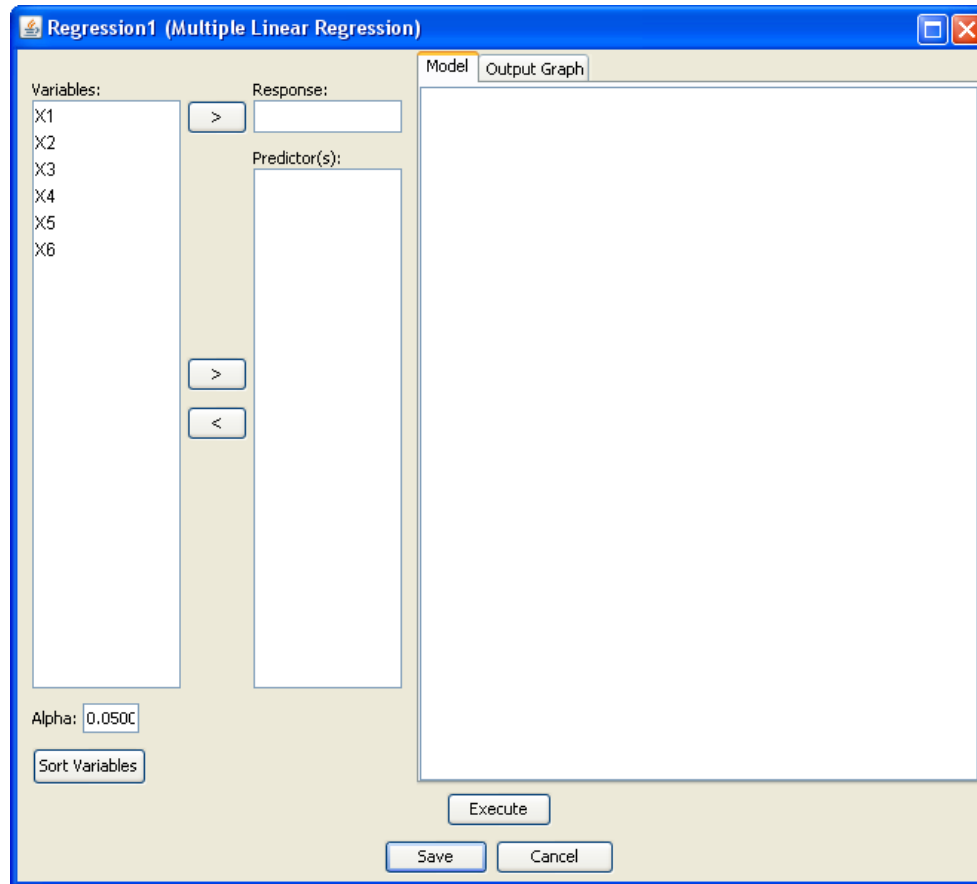 Regression1 (Multiple Linear Regression)
Model
Output Graph
Variables:
Response:
X1
X2
X3
X4
X5
X6
>
Predictor(s):
>
<
Alpha: 0.0500
Sort Variables
Execute
Save
Cancel